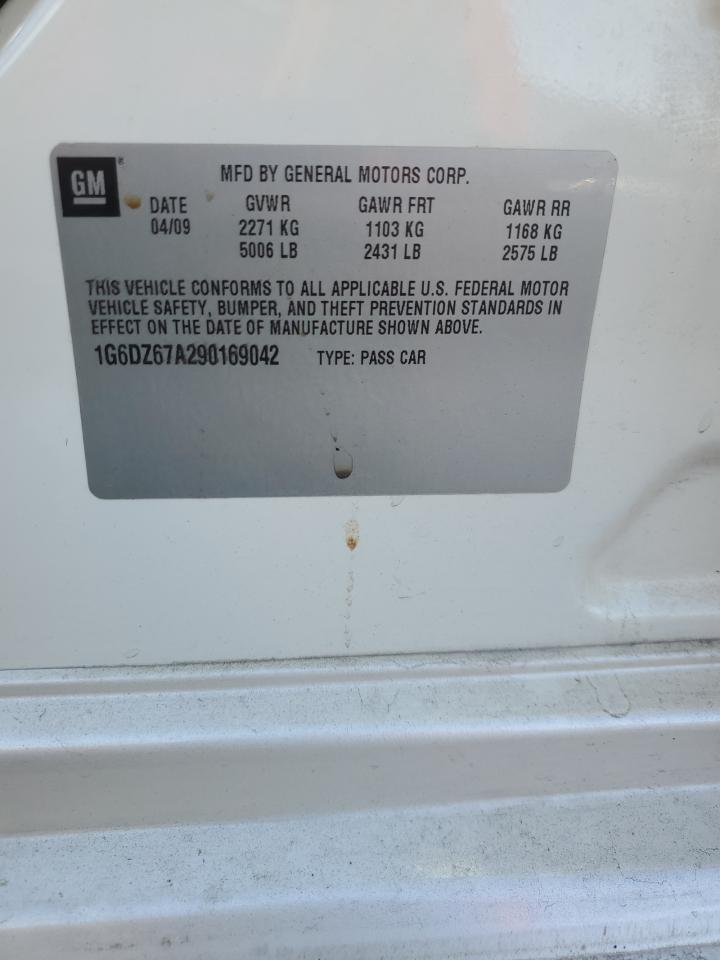 GM
MFD BY GENERAL MOTORS CORP.
DATE GVWR GAWR FRT GAWR RR
04/09 2271 KG 1103 KG 1168 KG
5006 LB 2431 LB 2575 LB
THIS VEHICLE CONFORMS TO ALL APPLICABLE U.S. FEDERAL MOTOR
VEHICLE SAFETY, BUMPER, AND THEFT PREVENTION STANDARDS IN
EFFECT ON THE DATE OF MANUFACTURE SHOWN ABOVE.
1G6DZ67A290169042 TYPE: PASS CAR